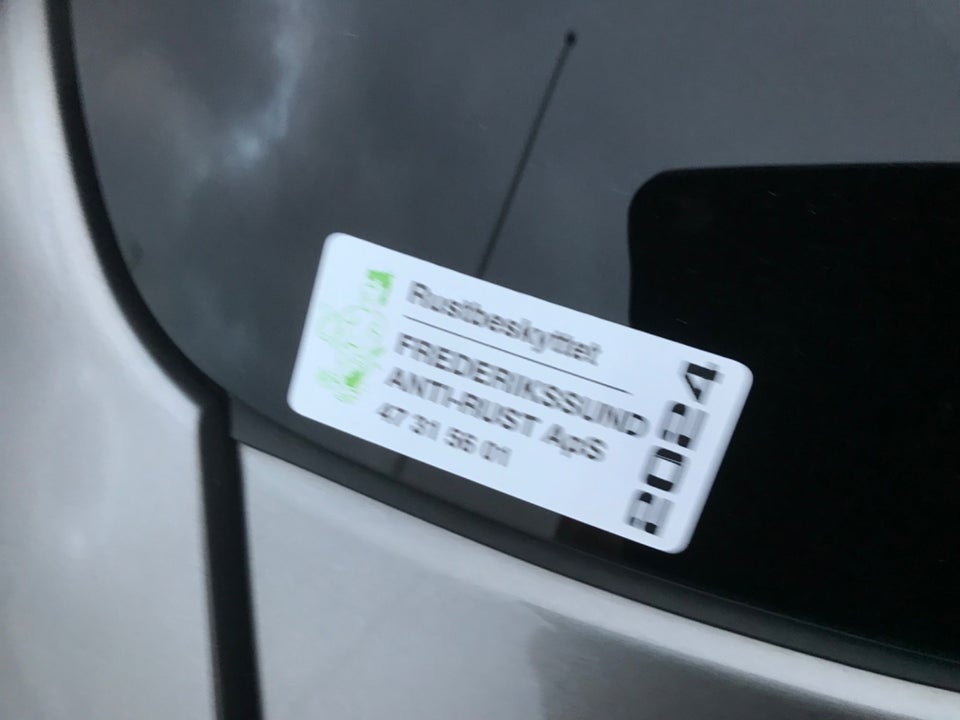 Rustbeskyttet
FREDERIKSSUND
ANTI-RUST ApS
47 31 56 01
2024